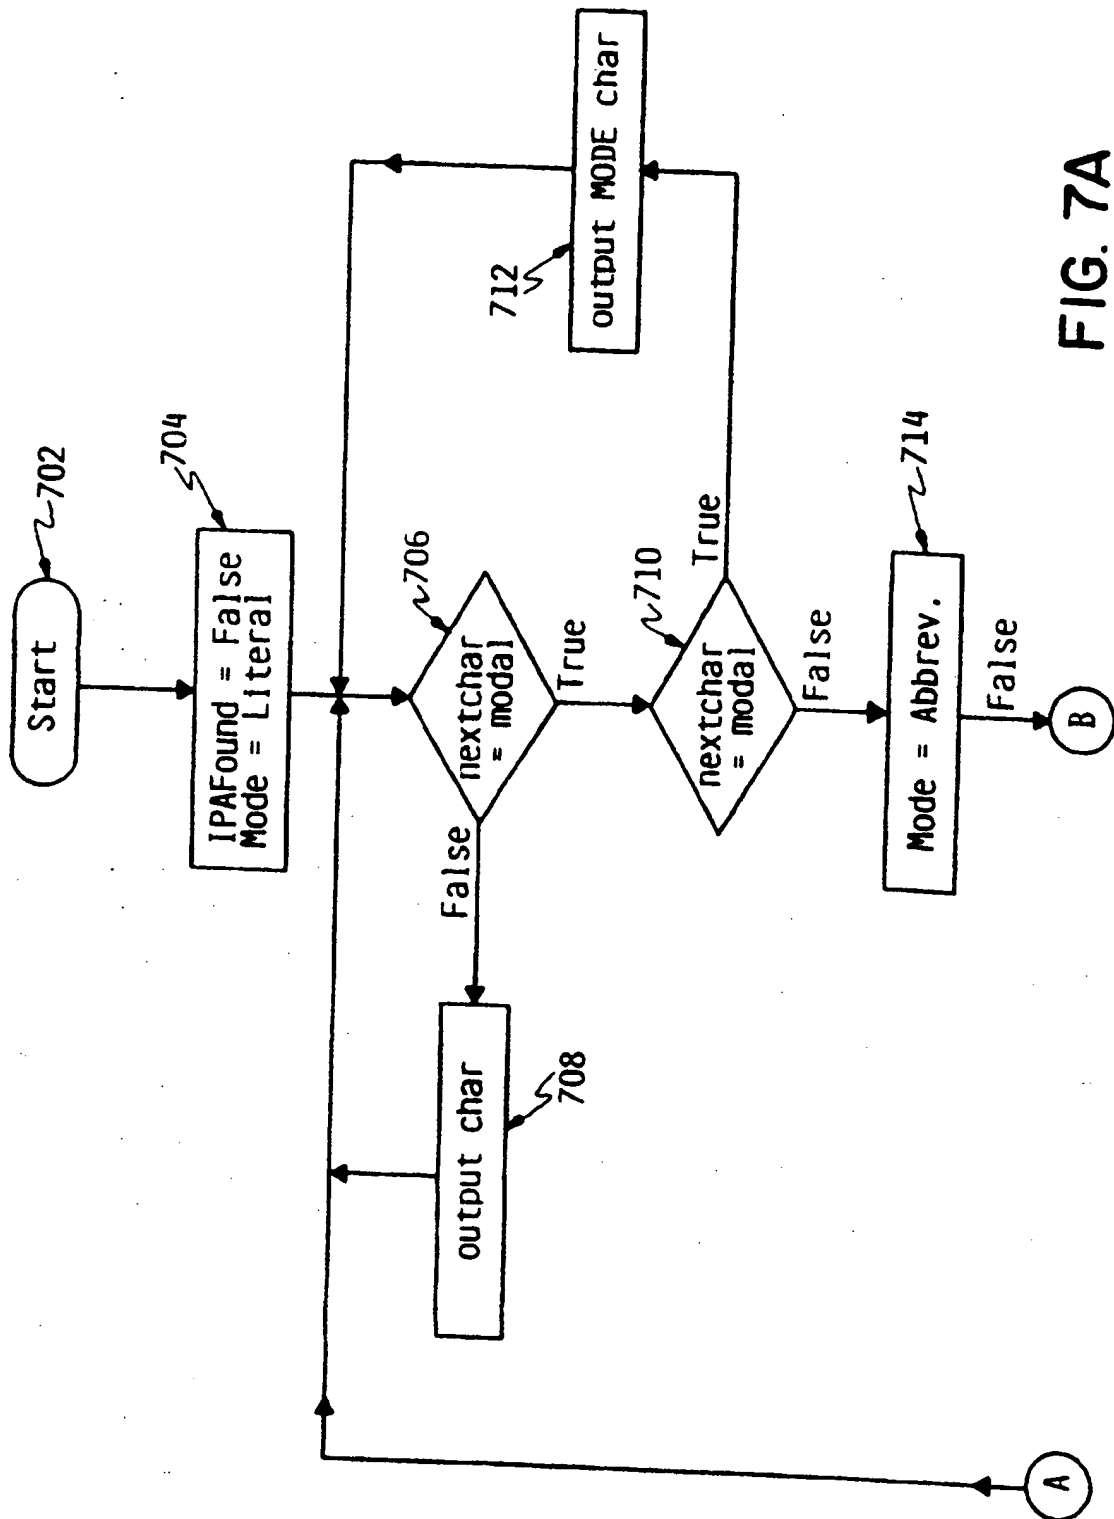 Start
702
IPAFound = False
Mode = Literal
704
nextchar
= modal
706
False
True
output char
708
nextchar
= modal
710
True
False
output MODE char
712
Mode = Abbrev.
714
False
A
B
FIG. 7A